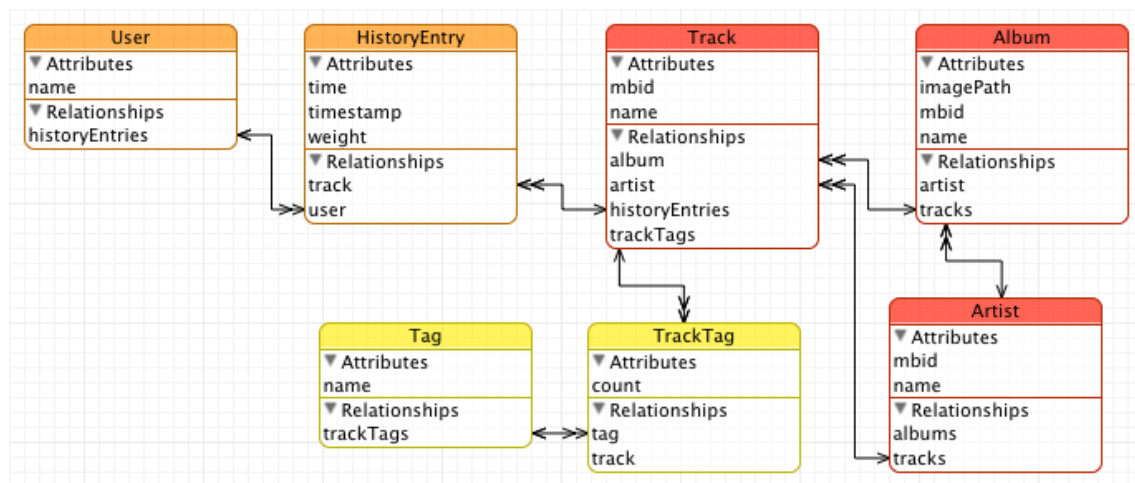 User
Attributes
name
Relationships
historyEntries
HistoryEntry
Attributes
time
timestamp
weight
Relationships
track
user
Track
Attributes
mbid
name
Relationships
album
artist
historyEntries
trackTags
Album
Attributes
imagePath
mbid
name
Relationships
artist
tracks
Tag
Attributes
name
Relationships
trackTags
TrackTag
Attributes
count
Relationships
tag
track
Artist
Attributes
mbid
name
Relationships
albums
tracks